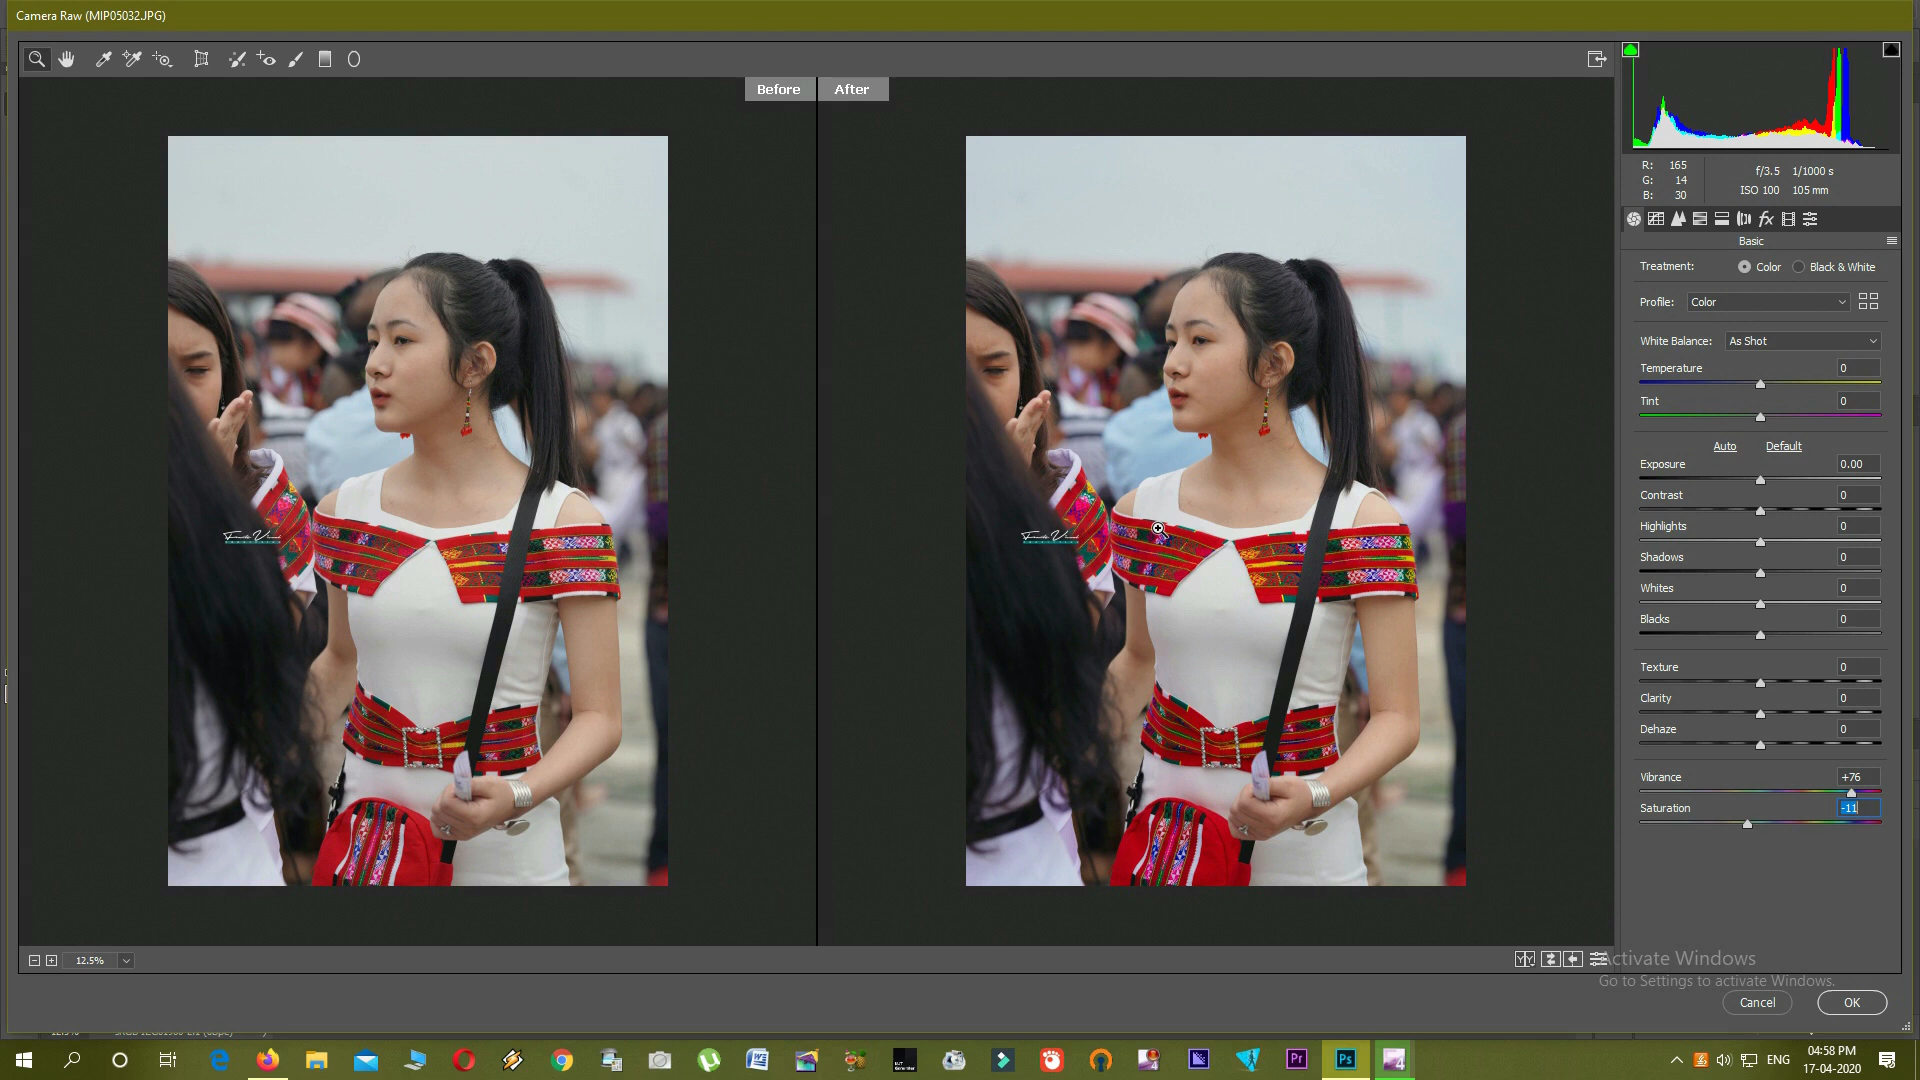 Camera Raw (MIP05032.JPG)
Before
After
R: 165
G: 14
B: 30
f/3.5 1/1000 s
ISO 100 105 mm
fx
Basic
Treatment: Color Black & White
Profile: Color
White Balance: As Shot
Temperature 0
Tint 0
Auto Default
Exposure 0.00
Contrast 0
Highlights 0
Shadows 0
Whites 0
Blacks 0
Texture 0
Clarity 0
Dehaze 0
Vibrance +76
Saturation -11
12.5%
YY
Activate Windows
Go to Settings to activate Windows.
Cancel OK
Pr
Ps
ENG
04:58 PM
17-04-2020